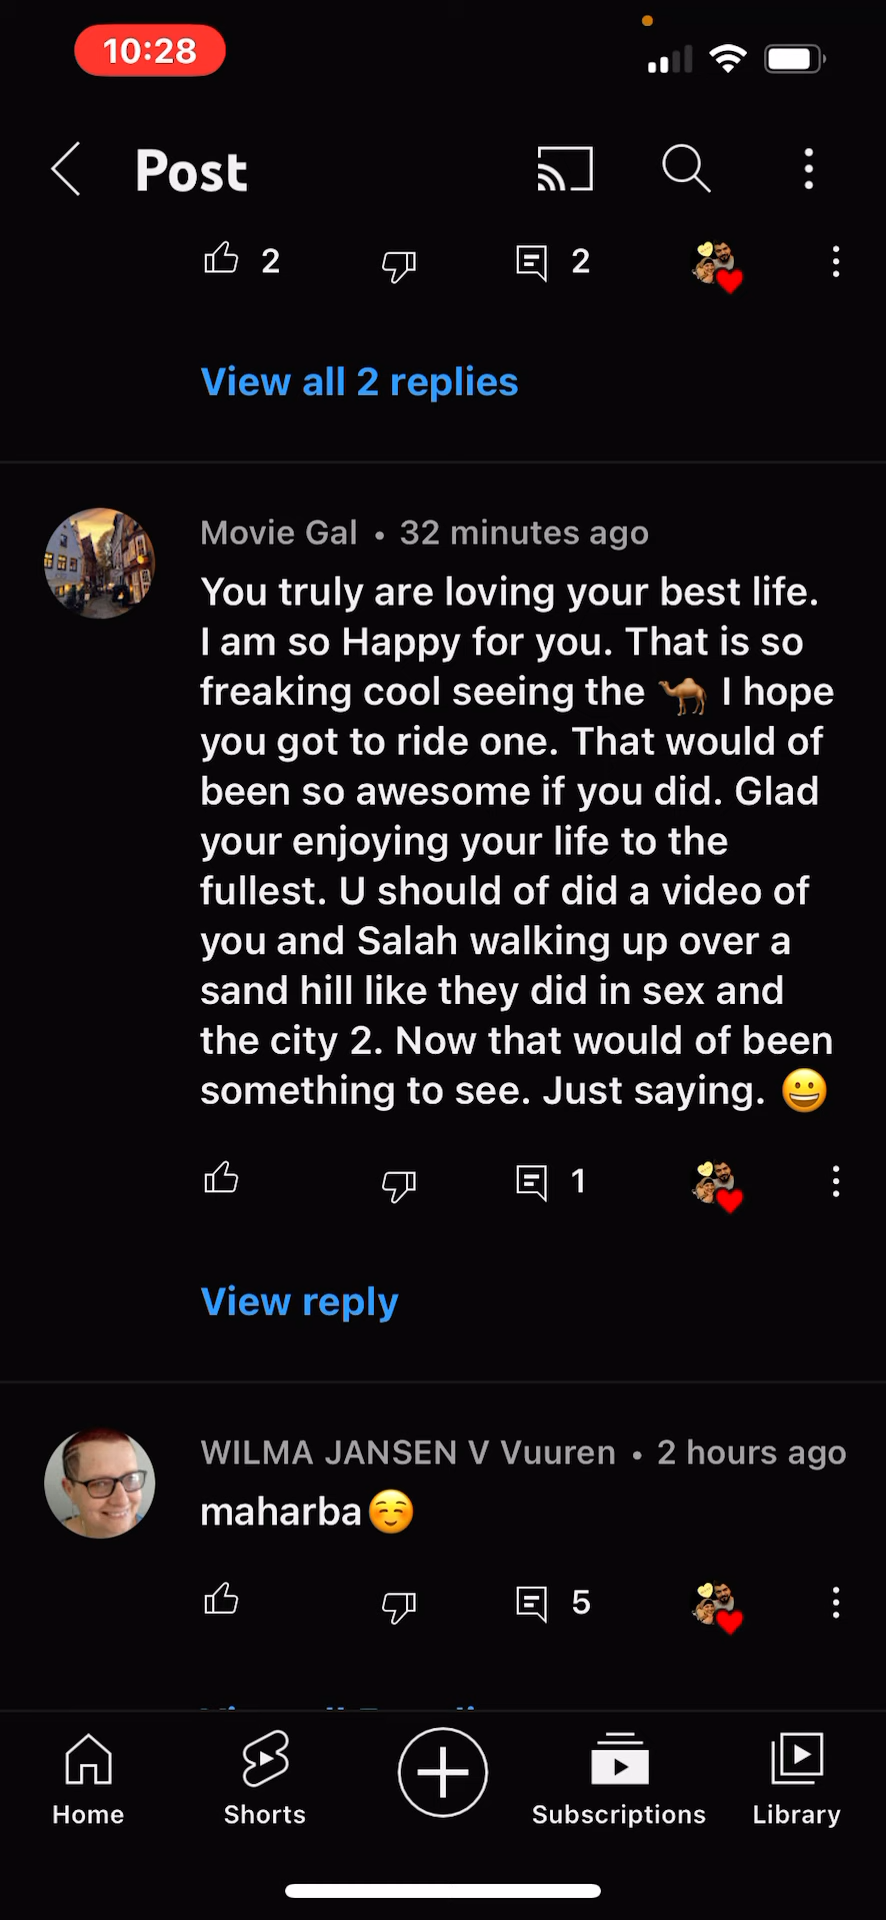 10:28
Post
2
2
View all 2 replies
Movie Gal • 32 minutes ago
You truly are loving your best life.
I am so Happy for you. That is so
freaking cool seeing the 🐪 I hope
you got to ride one. That would of
been so awesome if you did. Glad
your enjoying your life to the
fullest. U should of did a video of
you and Salah walking up over a
sand hill like they did in sex and
the city 2. Now that would of been
something to see. Just saying. 😀
1
View reply
WILMA JANSEN V Vuuren • 2 hours ago
maharba☺️
5
Home
Shorts
Subscriptions
Library